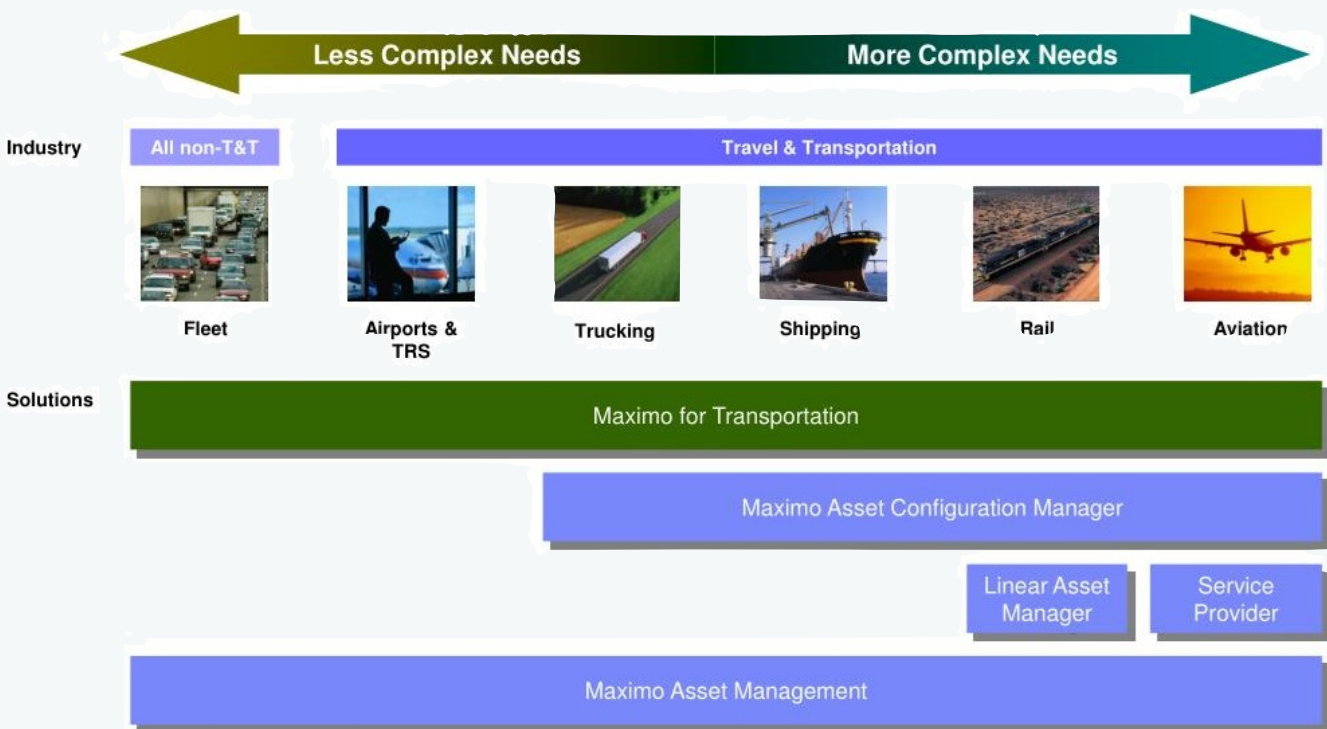 Less Complex Needs
More Complex Needs
Industry
All non-T&T
Travel & Transportation
Fleet
Airports &
TRS
Trucking
Shipping
Rail
Aviation
Solutions
Maximo for Transportation
Maximo Asset Configuration Manager
Linear Asset
Manager
Service
Provider
Maximo Asset Management